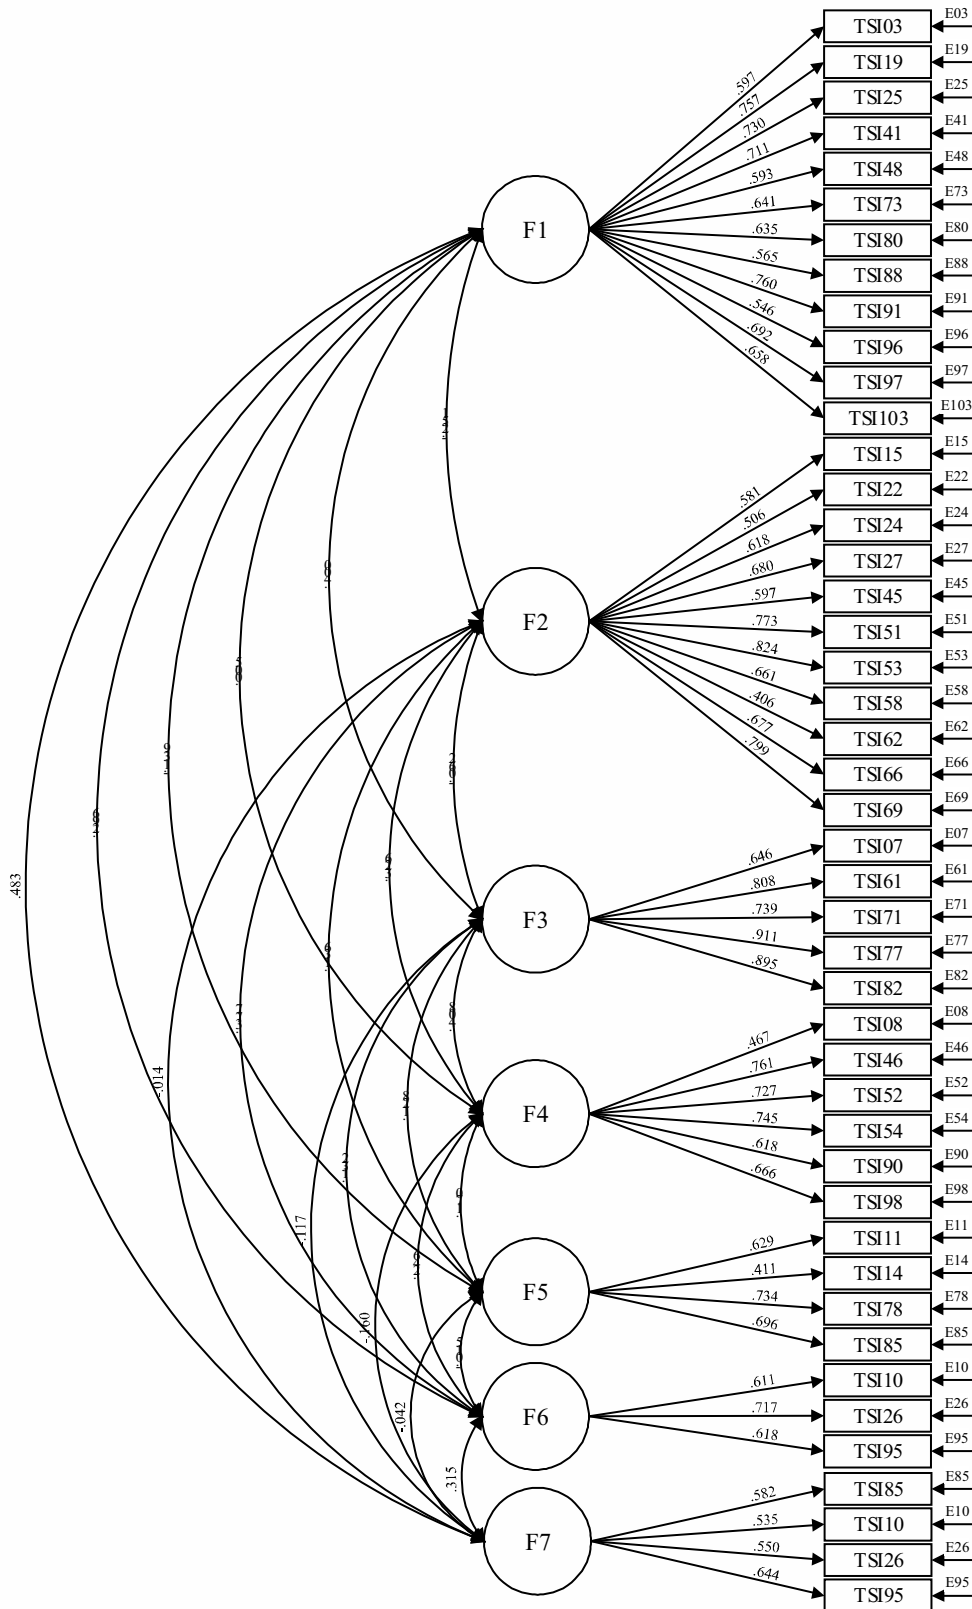 E03
TSI03
E19
TSI19
.597
E25
TSI25
.757
E41
TSI41
.730
E48
TSI48
.711
E73
TSI73
.593
E80
TSI80
.641
E88
TSI88
.635
E91
TSI91
.565
E96
TSI96
.760
E97
TSI97
.546
E103
TSI103
.692
.658
F1
E15
TSI15
E22
TSI22
.581
E24
TSI24
.506
E27
TSI27
.618
E45
TSI45
.680
E51
TSI51
.597
E53
TSI53
.773
E58
TSI58
.824
E62
TSI62
.661
E66
TSI66
.406
E69
TSI69
.677
.799
F2
E07
TSI07
.646
E61
TSI61
.808
E71
TSI71
.739
E77
TSI77
.911
E82
TSI82
.895
.483
F3
E08
TSI08
.467
E46
TSI46
.761
E52
TSI52
.727
E54
TSI54
.745
E90
TSI90
.618
E98
TSI98
.666
-.014
F4
E11
TSI11
.629
E14
TSI14
.411
E78
TSI78
.734
E85
TSI85
.696
-.117
F5
-.160
E10
TSI10
.611
E26
TSI26
.717
E95
TSI95
.618
-.042
F6
.315
E85
TSI85
.582
E10
TSI10
.535
E26
TSI26
.550
E95
TSI95
.644
F7